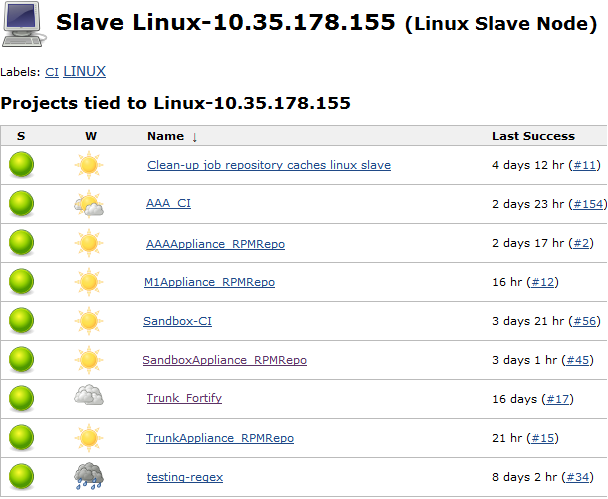 Slave Linux-10.35.178.155 (Linux Slave Node)
Labels: CI LINUX
Projects tied to Linux-10.35.178.155
S W Name ↓ Last Success
Clean-up job repository caches linux slave 4 days 12 hr (#11)
AAA_CI 2 days 23 hr (#154)
AAAAppliance_RPMRepo 2 days 17 hr (#2)
M1Appliance_RPMRepo 16 hr (#12)
Sandbox-CI 3 days 21 hr (#56)
SandboxAppliance_RPMRepo 3 days 1 hr (#45)
Trunk_Fortify 16 days (#17)
TrunkAppliance_RPMRepo 21 hr (#15)
testing-regex 8 days 2 hr (#34)